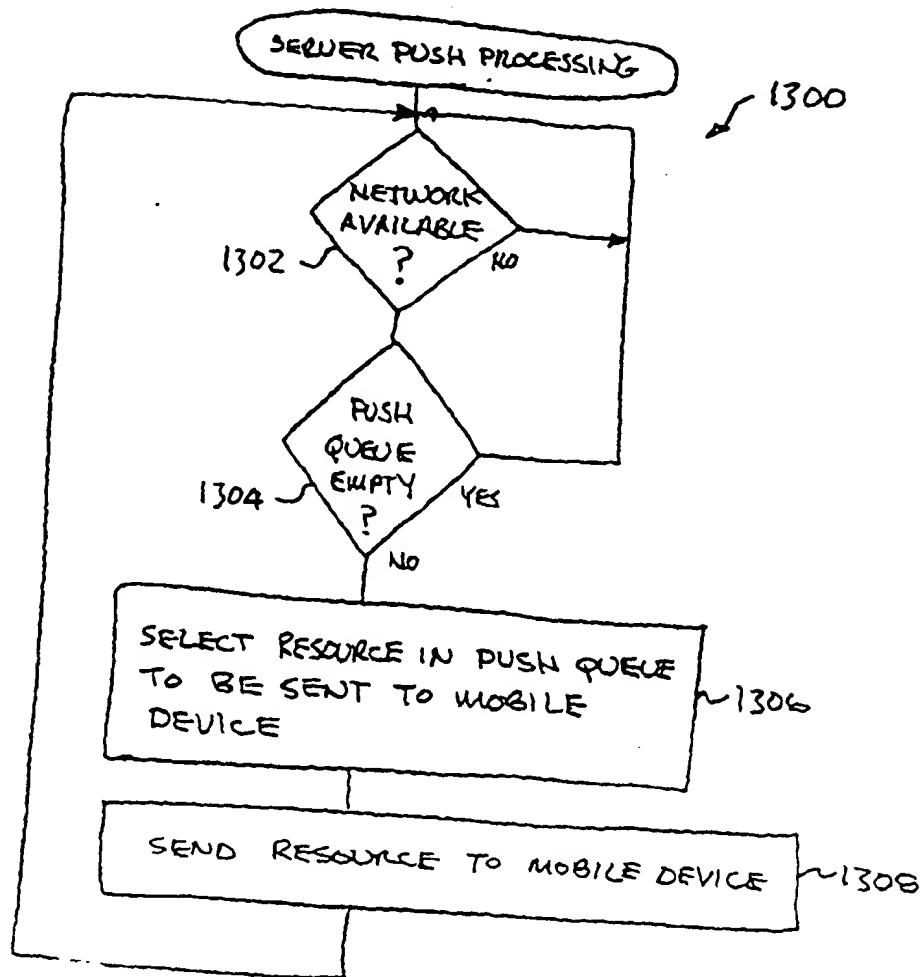 SERVER PUSH PROCESSING
1300
NETWORK
AVAILABLE
?
1302
NO
PUSH
QUEUE
EMPTY
?
1304
YES
NO
SELECT RESOURCE IN PUSH QUEUE
TO BE SENT TO MOBILE
DEVICE
1306
SEND RESOURCE TO MOBILE DEVICE
1308